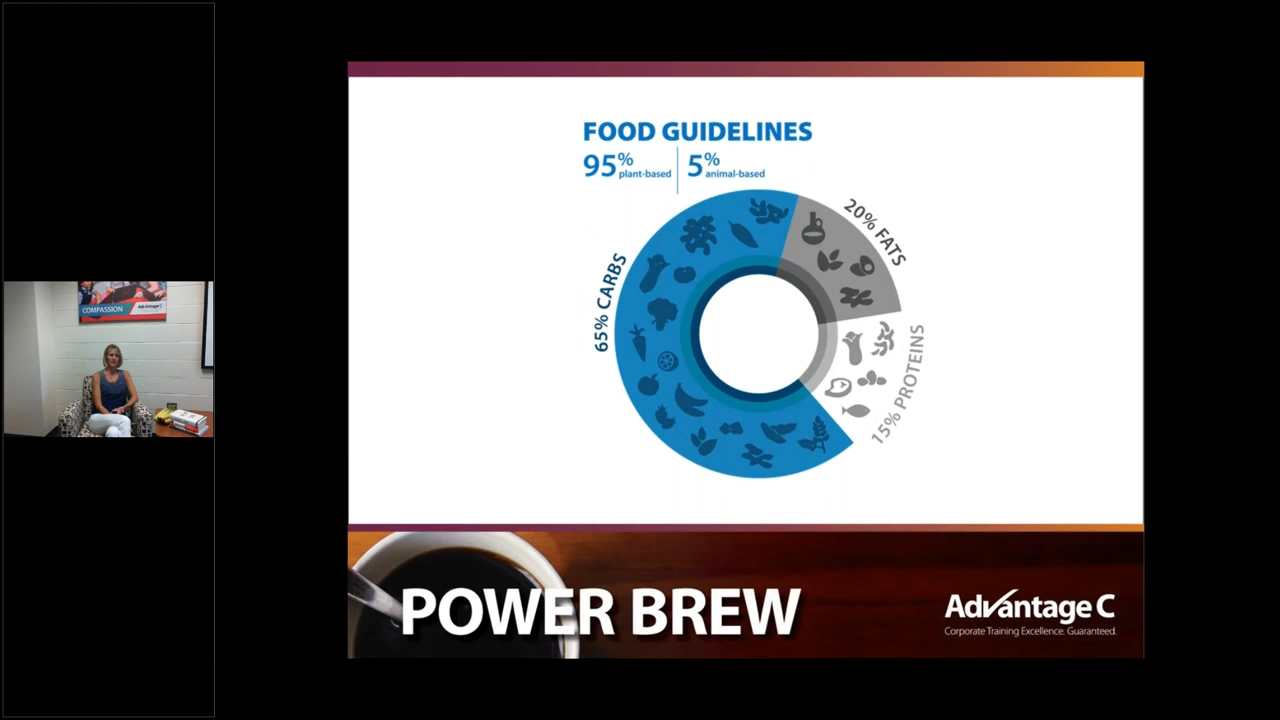 COMPASSION
Advantage C
FOOD GUIDELINES
95% plant-based
5% animal-based
20% FATS
65% CARBS
15% PROTEINS
POWER BREW
Advantage C
Corporate Training Excellence. Guaranteed.